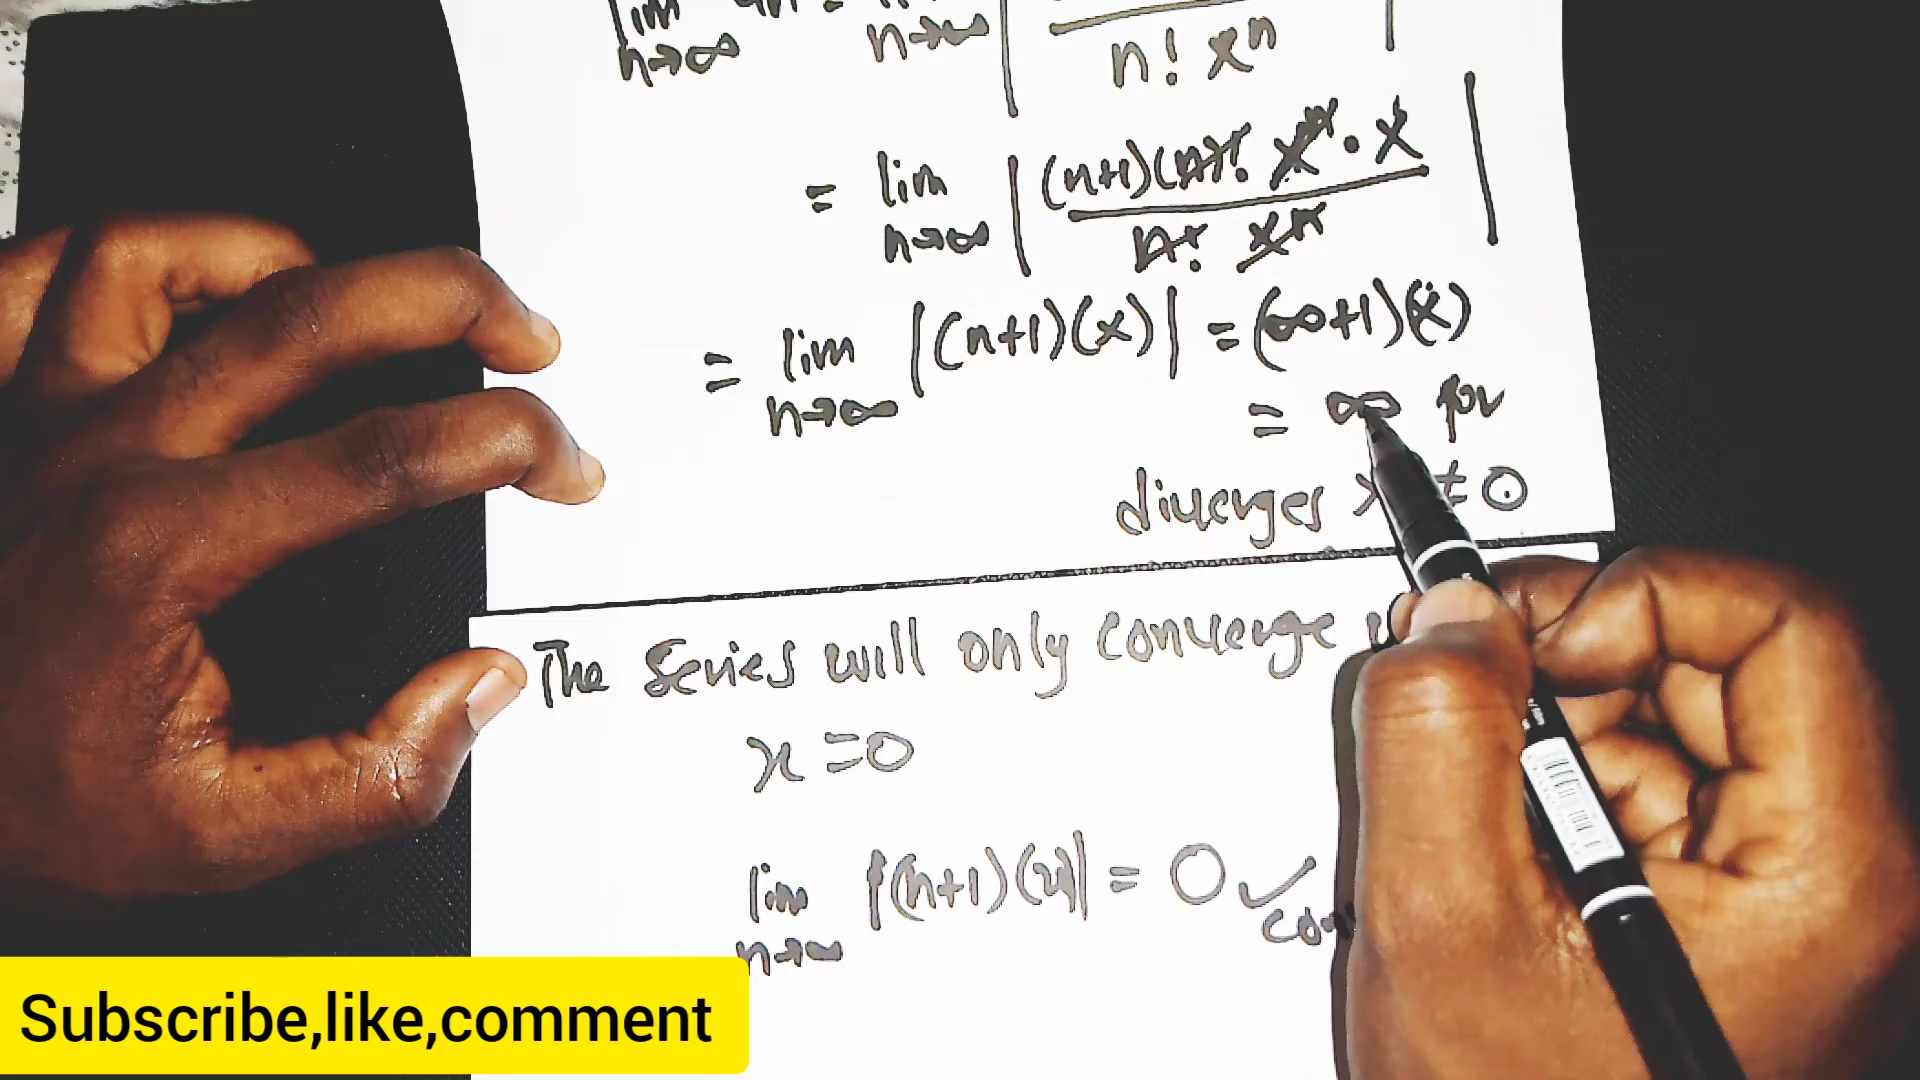 lim
n→∞ n→∞ | n! xⁿ |
= lim | (n+1)(n)! xⁿ · x |
n→∞ n! xⁿ
= lim |(n+1)(x)| = (∞+1)(x)
n→∞ = ∞ for
diverges x ≠ 0
The Series will only converge
x = 0
lim |(n+1)(x)| = 0 ✓
n→∞
Subscribe,like,comment